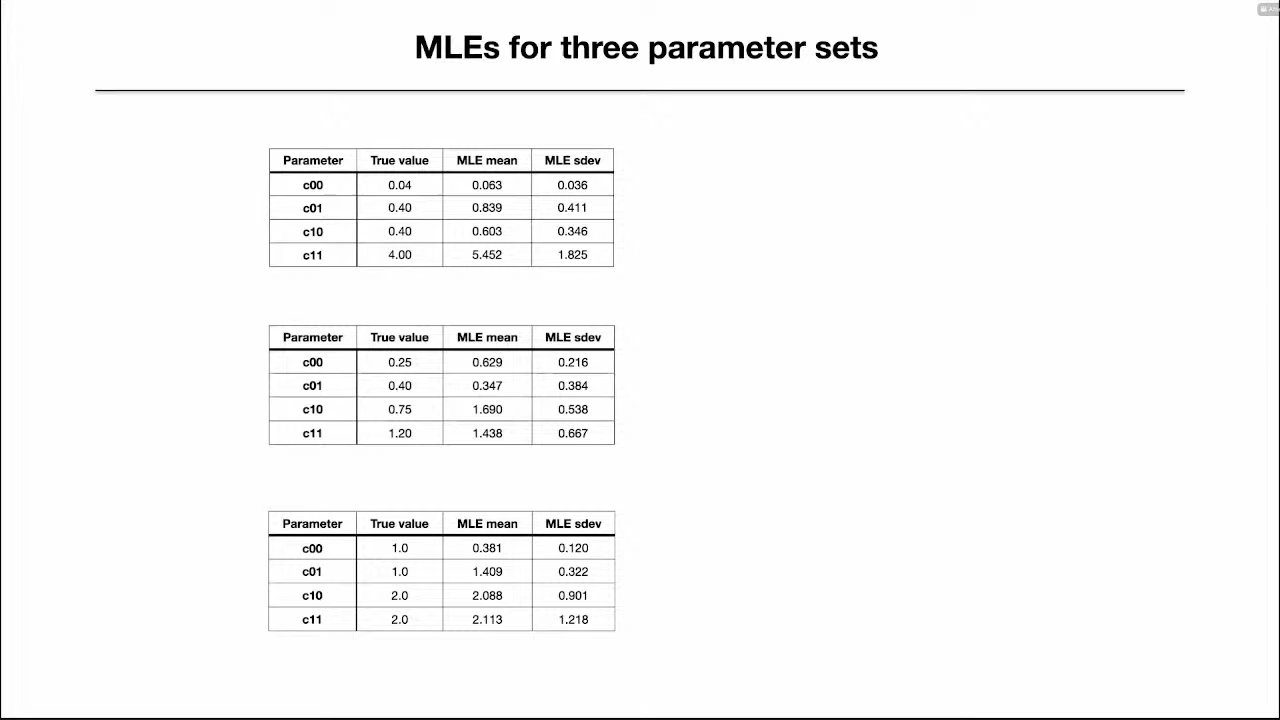 MLEs for three parameter sets
Parameter True value MLE mean MLE sdev
c00 0.04 0.063 0.036
c01 0.40 0.839 0.411
c10 0.40 0.603 0.346
c11 4.00 5.452 1.825
Parameter True value MLE mean MLE sdev
c00 0.25 0.629 0.216
c01 0.40 0.347 0.384
c10 0.75 1.690 0.538
c11 1.20 1.438 0.667
Parameter True value MLE mean MLE sdev
c00 1.0 0.381 0.120
c01 1.0 1.409 0.322
c10 2.0 2.088 0.901
c11 2.0 2.113 1.218